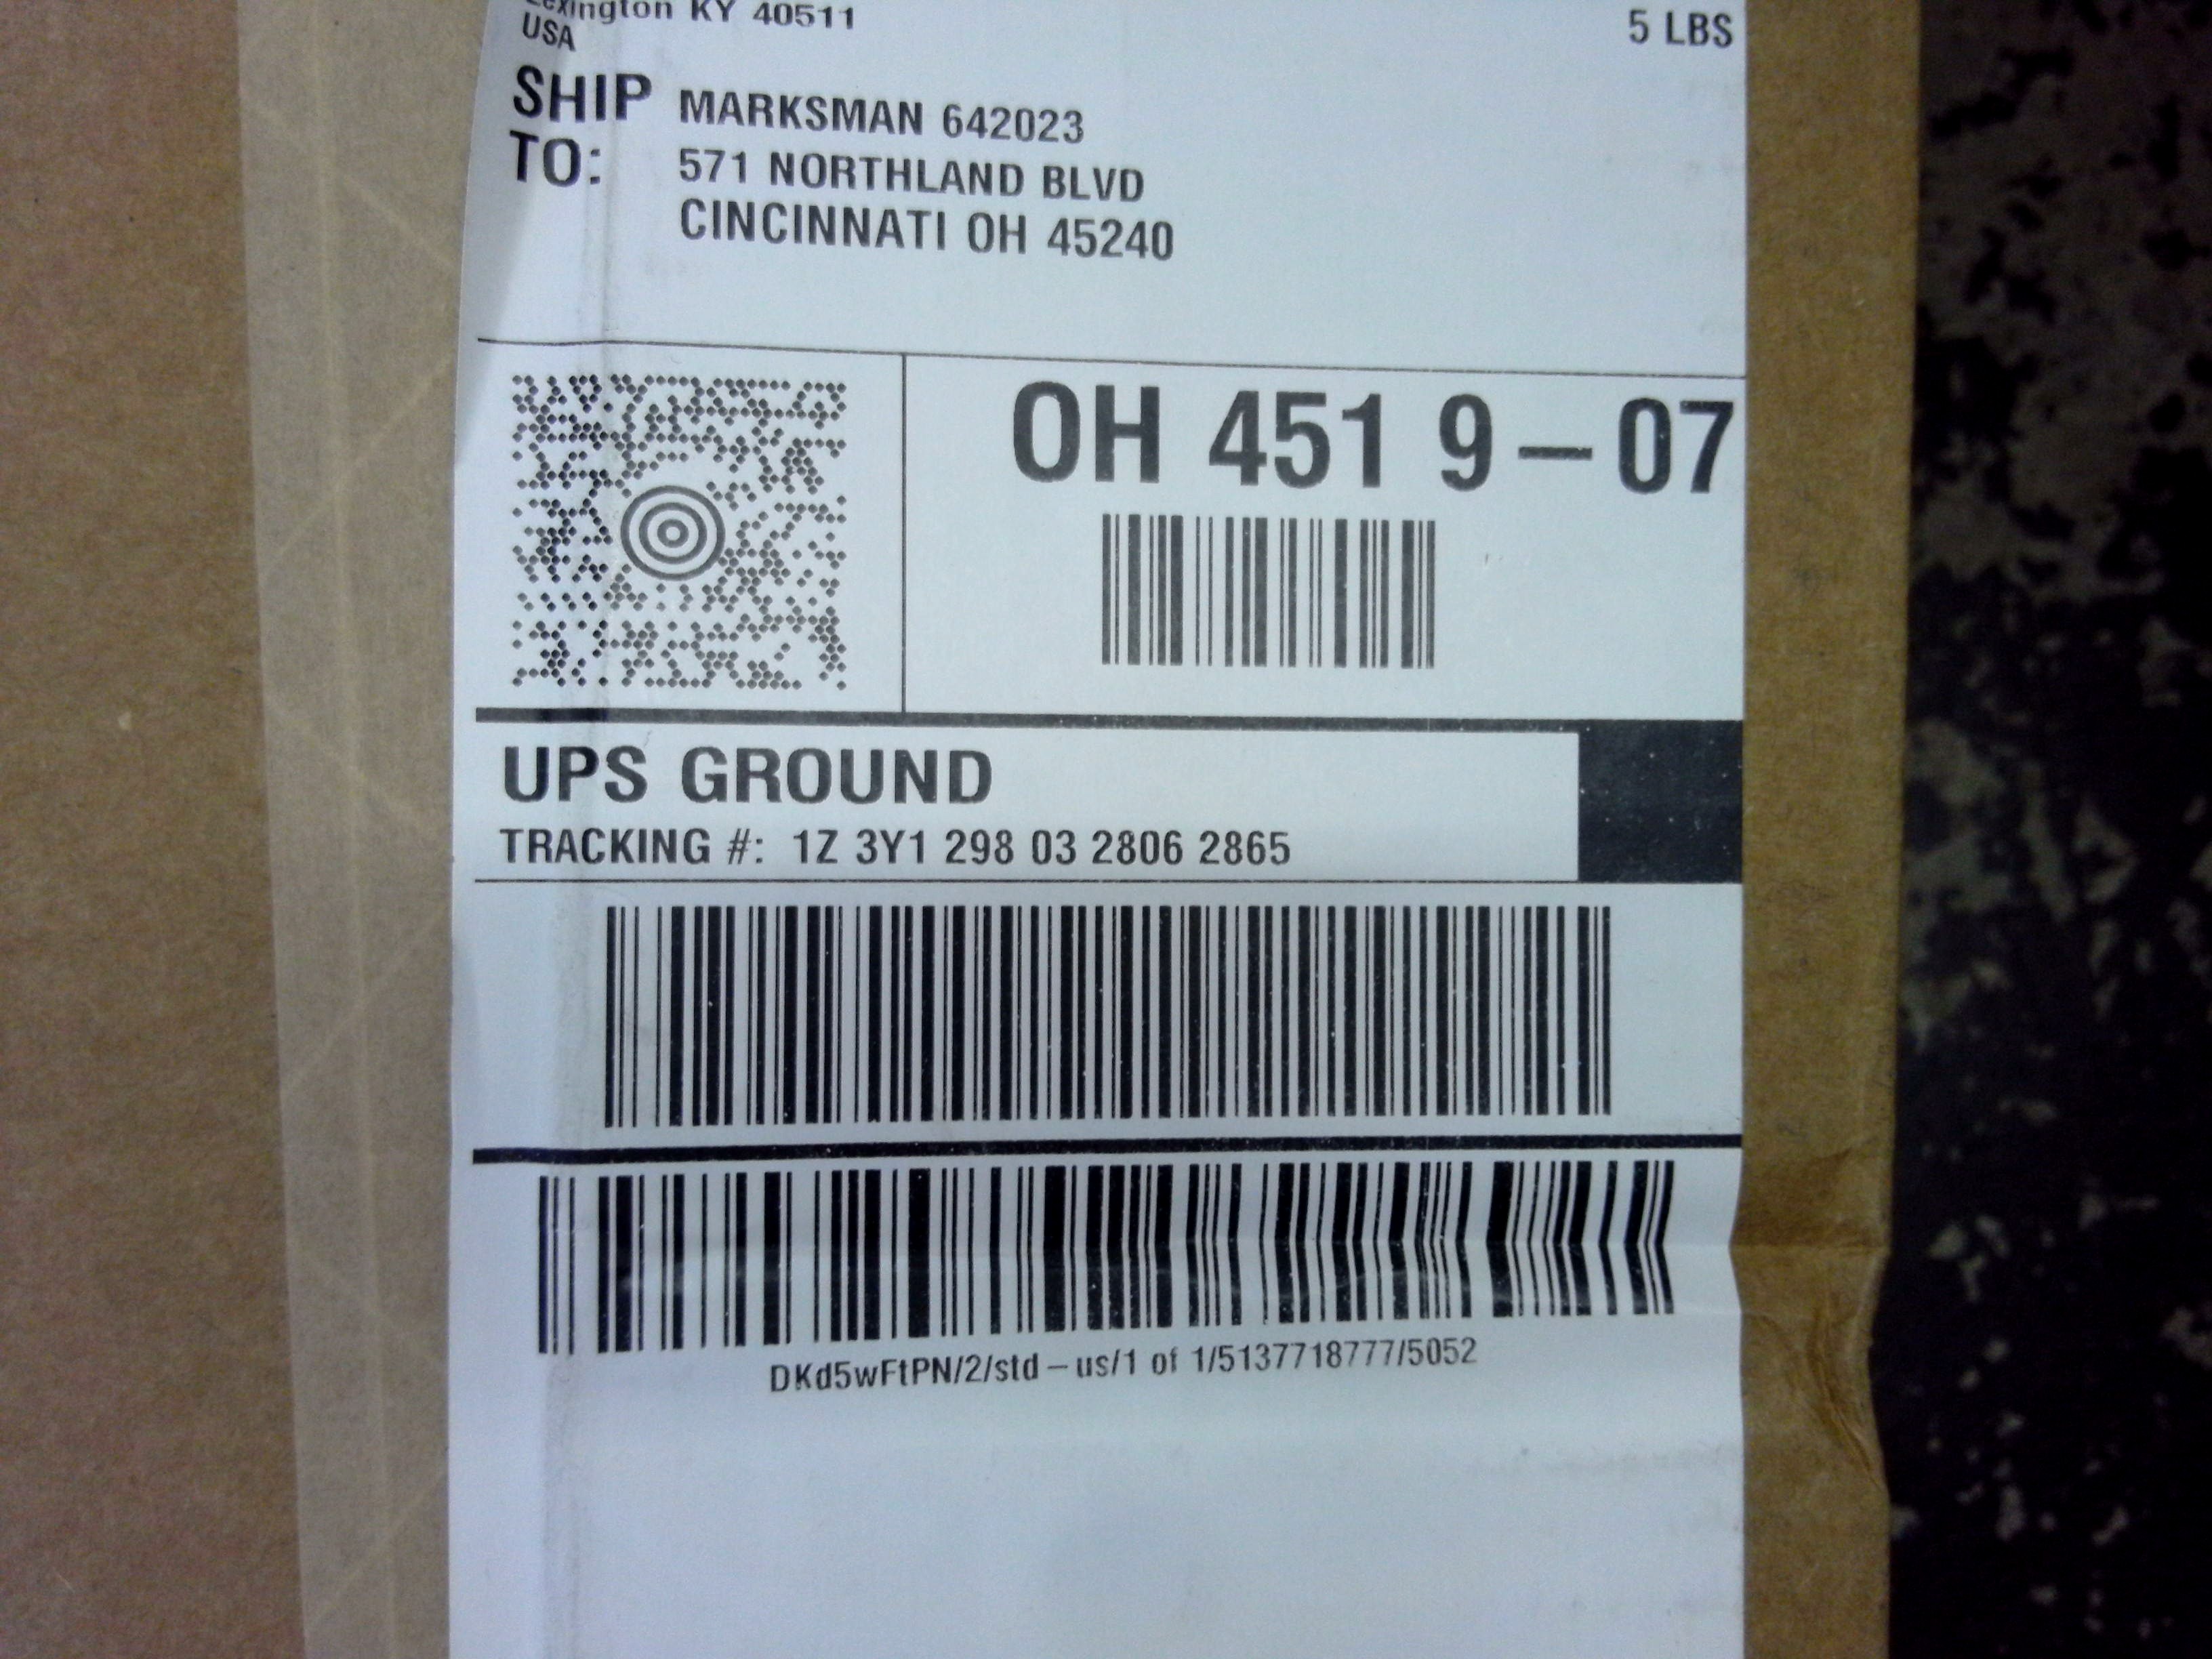 Lexington KY 40511
5 LBS
USA
SHIP
TO:
MARKSMAN 642023
571 NORTHLAND BLVD
CINCINNATI OH 45240
OH 451 9-07
UPS GROUND
TRACKING #: 1Z 3Y1 298 03 2806 2865
DKd5wFtPN/2/std-us/1 of 1/5137718777/5052